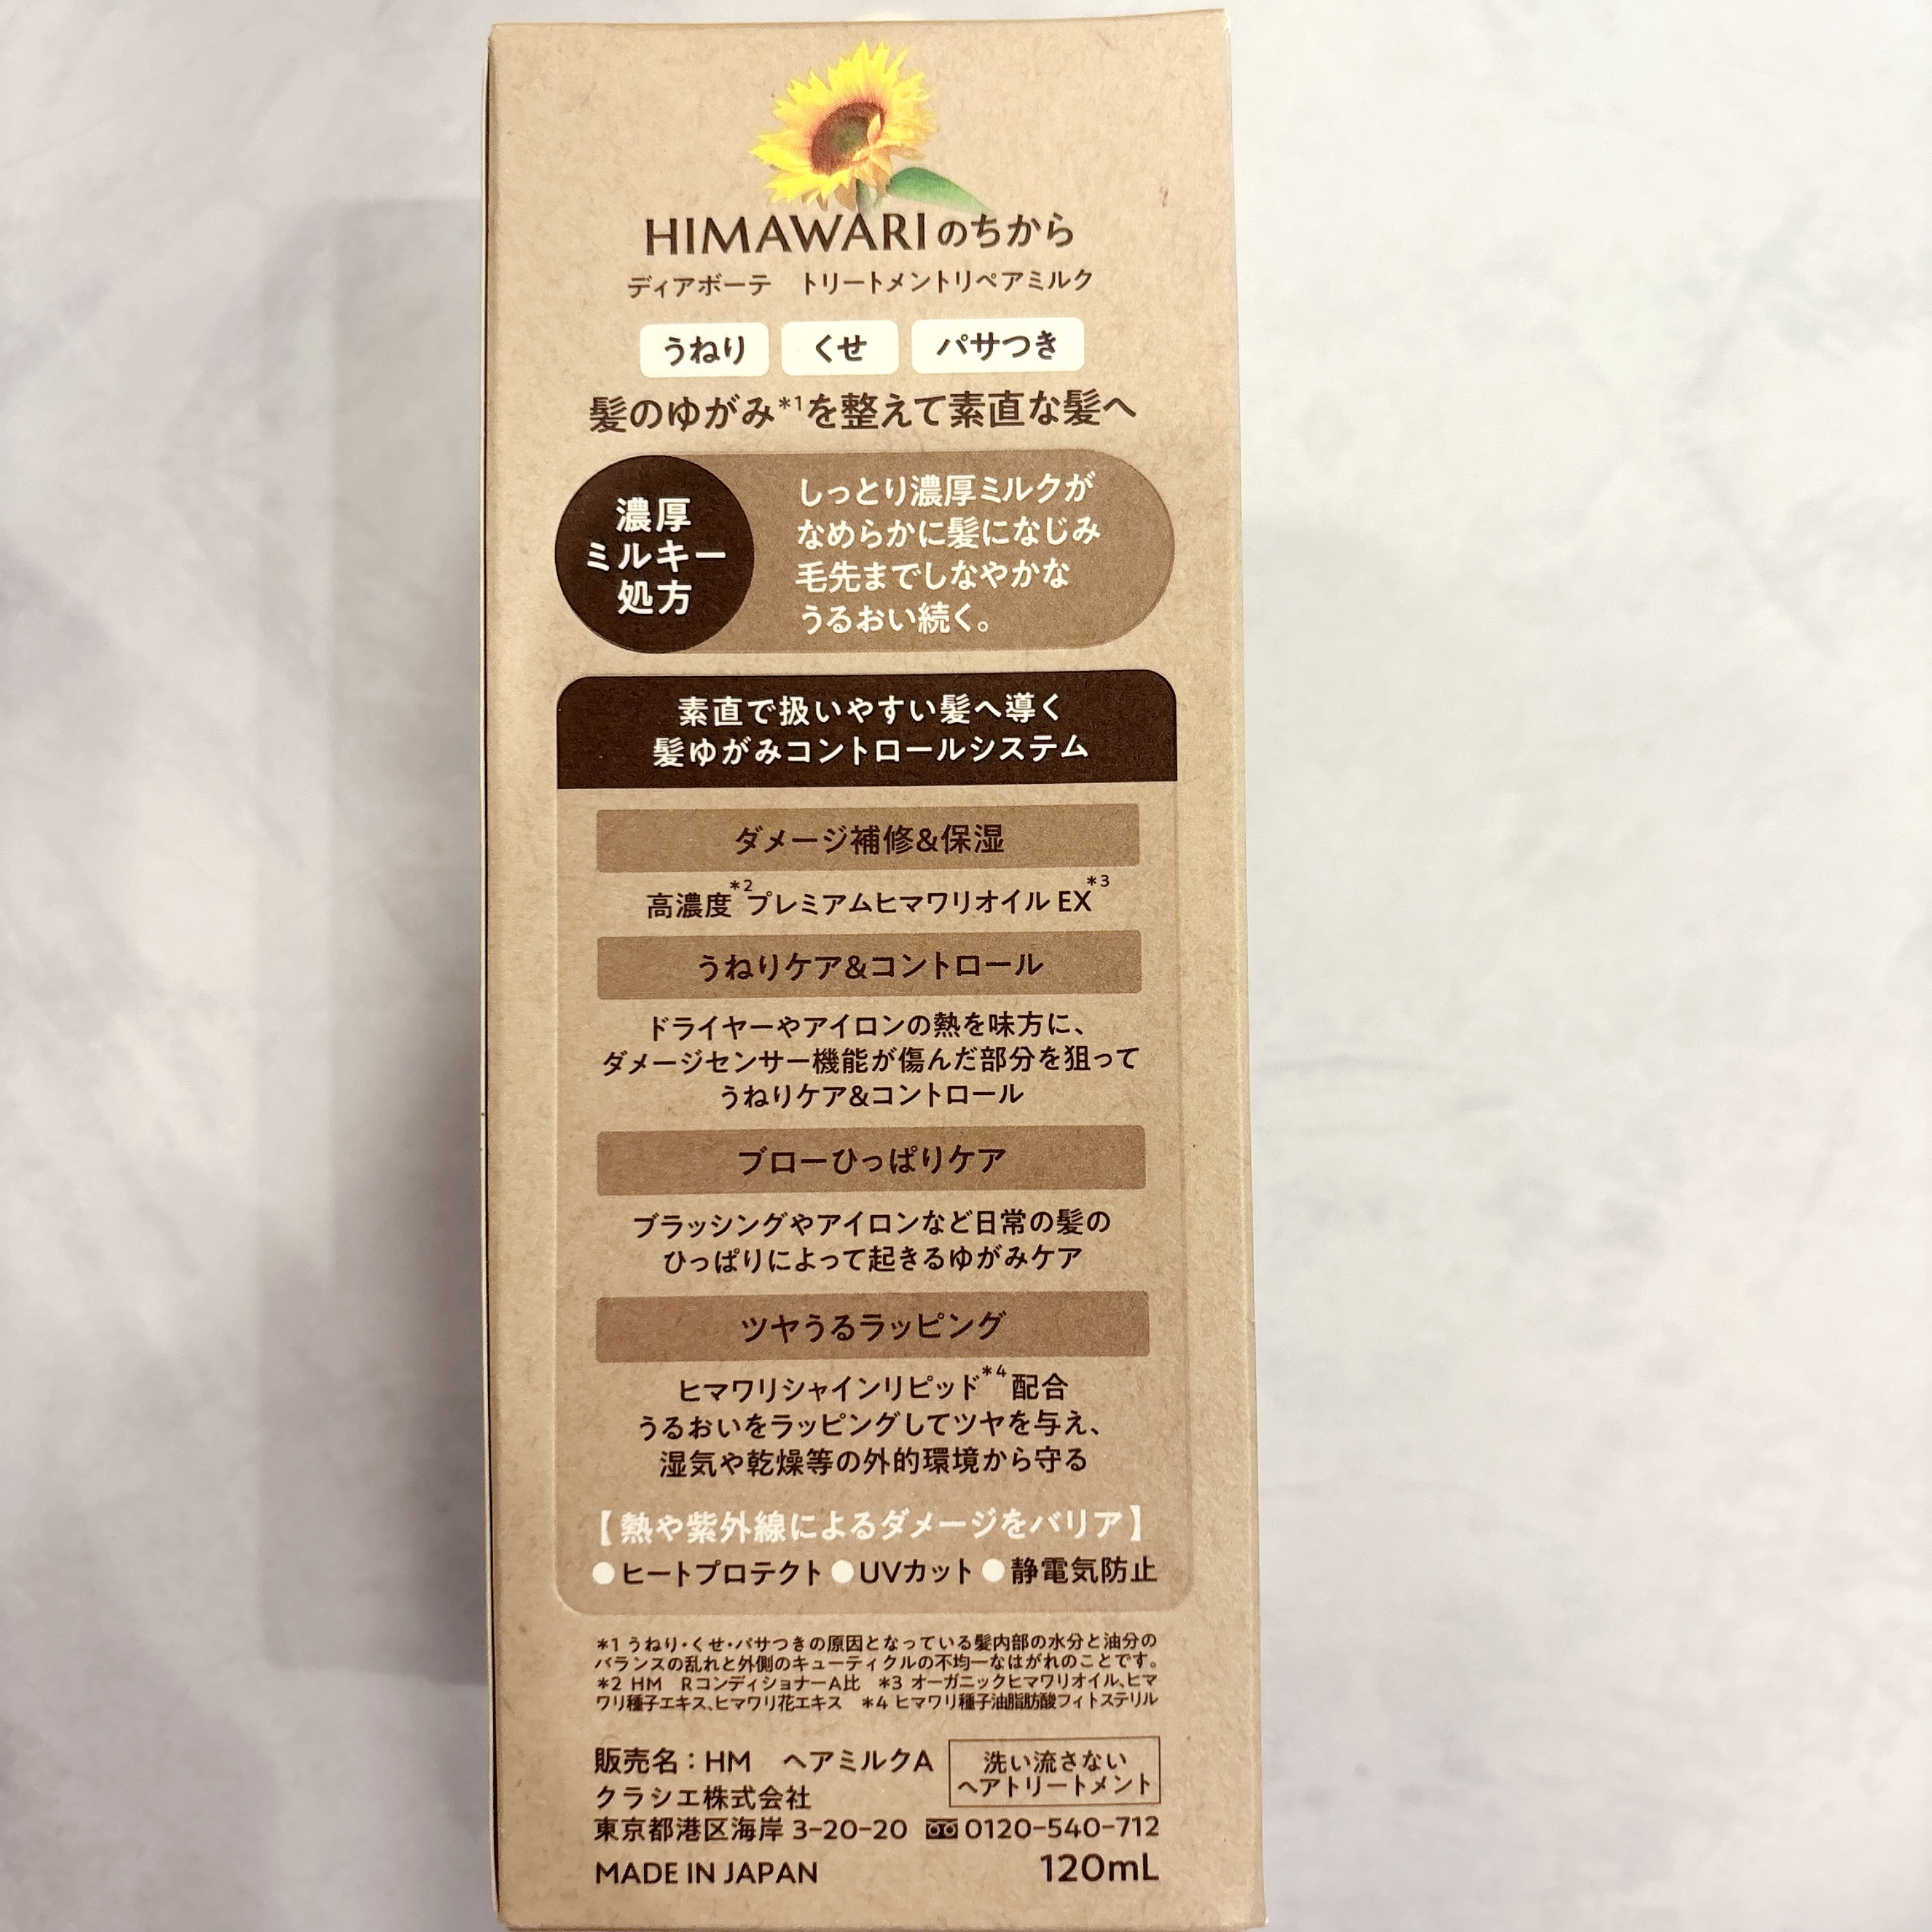 HIMAWARIのちから
ディアボーテ　トリートメントリペアミルク
うねり くせ パサつき
髪のゆがみ*1を整えて素直な髪へ
濃厚
ミルキー
処方
しっとり濃厚ミルクが
なめらかに髪になじみ
毛先までしなやかな
うるおい続く。
素直で扱いやすい髪へ導く
髪ゆがみコントロールシステム
ダメージ補修&保湿
高濃度*2プレミアムヒマワリオイル EX*3
うねりケア&コントロール
ドライヤーやアイロンの熱を味方に、
ダメージセンサー機能が傷んだ部分を狙って
うねりケア&コントロール
ブローひっぱりケア
ブラッシングやアイロンなど日常の髪の
ひっぱりによって起きるゆがみケア
ツヤうるラッピング
ヒマワリシャインリピッド*4配合
うるおいをラッピングしてツヤを与え、
湿気や乾燥等の外的環境から守る
【熱や紫外線によるダメージをバリア】
●ヒートプロテクト ●UVカット ●静電気防止
*1 うねり・くせ・パサつきの原因となっている髪内部の水分と油分の
バランスの乱れと外側のキューティクルの不均一なはがれのことです。
*2 HM　RコンディショナーA比　*3 オーガニックヒマワリオイル、ヒマ
ワリ種子エキス、ヒマワリ花エキス　*4 ヒマワリ種子油脂肪酸フィトステリル
販売名：HM　ヘアミルクA
クラシエ株式会社
洗い流さない
ヘアトリートメント
東京都港区海岸 3-20-20 0120-540-712
MADE IN JAPAN 120mL